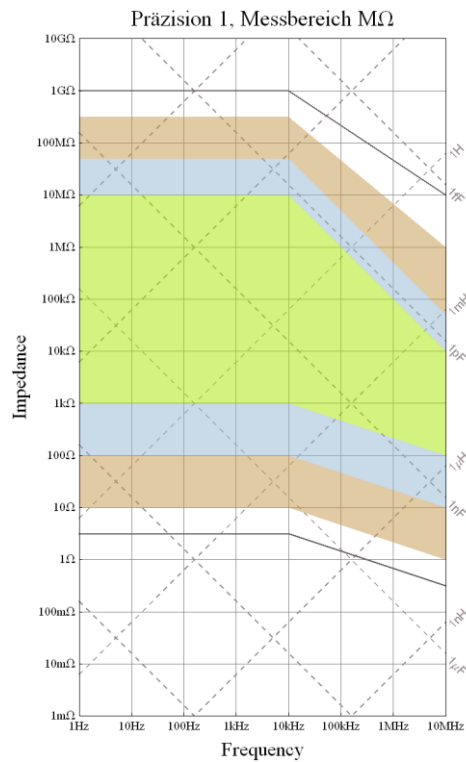 Präzision 1, Messbereich MΩ
10GΩ
1GΩ
100MΩ
10MΩ
1MΩ
100kΩ
10kΩ
1kΩ
100Ω
10Ω
1Ω
100mΩ
10mΩ
1mΩ
Impedance
1H
1fF
1mH
1pF
1µH
1nF
1nH
1µF
1Hz
10Hz
100Hz
1kHz
10kHz
100kHz
1MHz
10MHz
Frequency